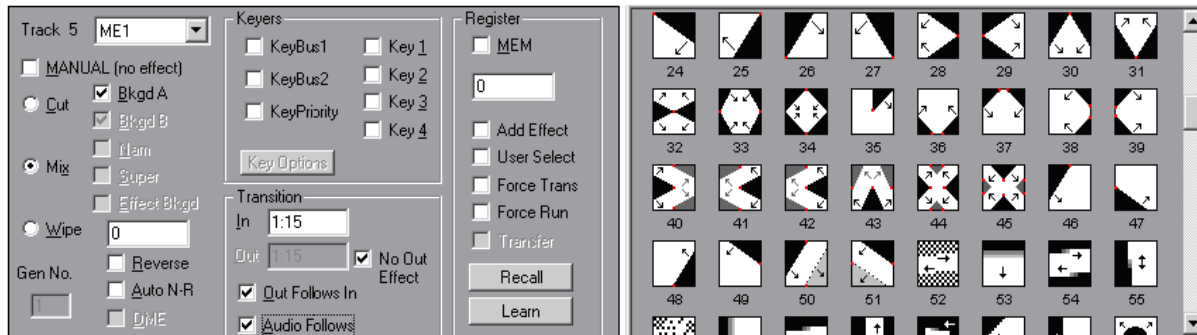 Track 5 ME1
MANUAL (no effect)
Cut
Bkgd A
Bkgd B
Nam
Mix
Super
Effect Bkgd
Wipe
0
Reverse
Gen No.
Auto N-R
1
DME
Keyers
KeyBus1
Key 1
KeyBus2
Key 2
KeyPriority
Key 3
Key 4
Key Options
Transition
In 1:15
Out 1:15
No Out
Effect
Out Follows In
Audio Follows
Register
MEM
0
Add Effect
User Select
Force Trans
Force Run
Transfer
Recall
Learn
24 25 26 27 28 29 30 31
32 33 34 35 36 37 38 39
40 41 42 43 44 45 46 47
48 49 50 51 52 53 54 55